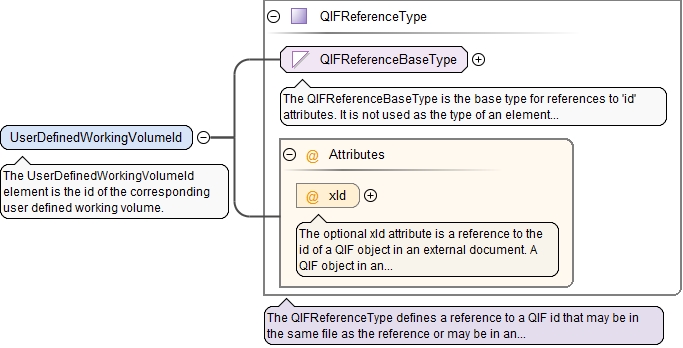 QIFReferenceType
QIFReferenceBaseType
The QIFReferenceBaseType is the base type for references to 'id'
attributes. It is not used as the type of an element...
UserDefinedWorkingVolumeId
The UserDefinedWorkingVolumeId
element is the id of the corresponding
user defined working volume.
@ Attributes
@ xId
The optional xId attribute is a reference to the
id of a QIF object in an external document. A
QIF object in an...
The QIFReferenceType defines a reference to a QIF id that may be in
the same file as the reference or may be in an...